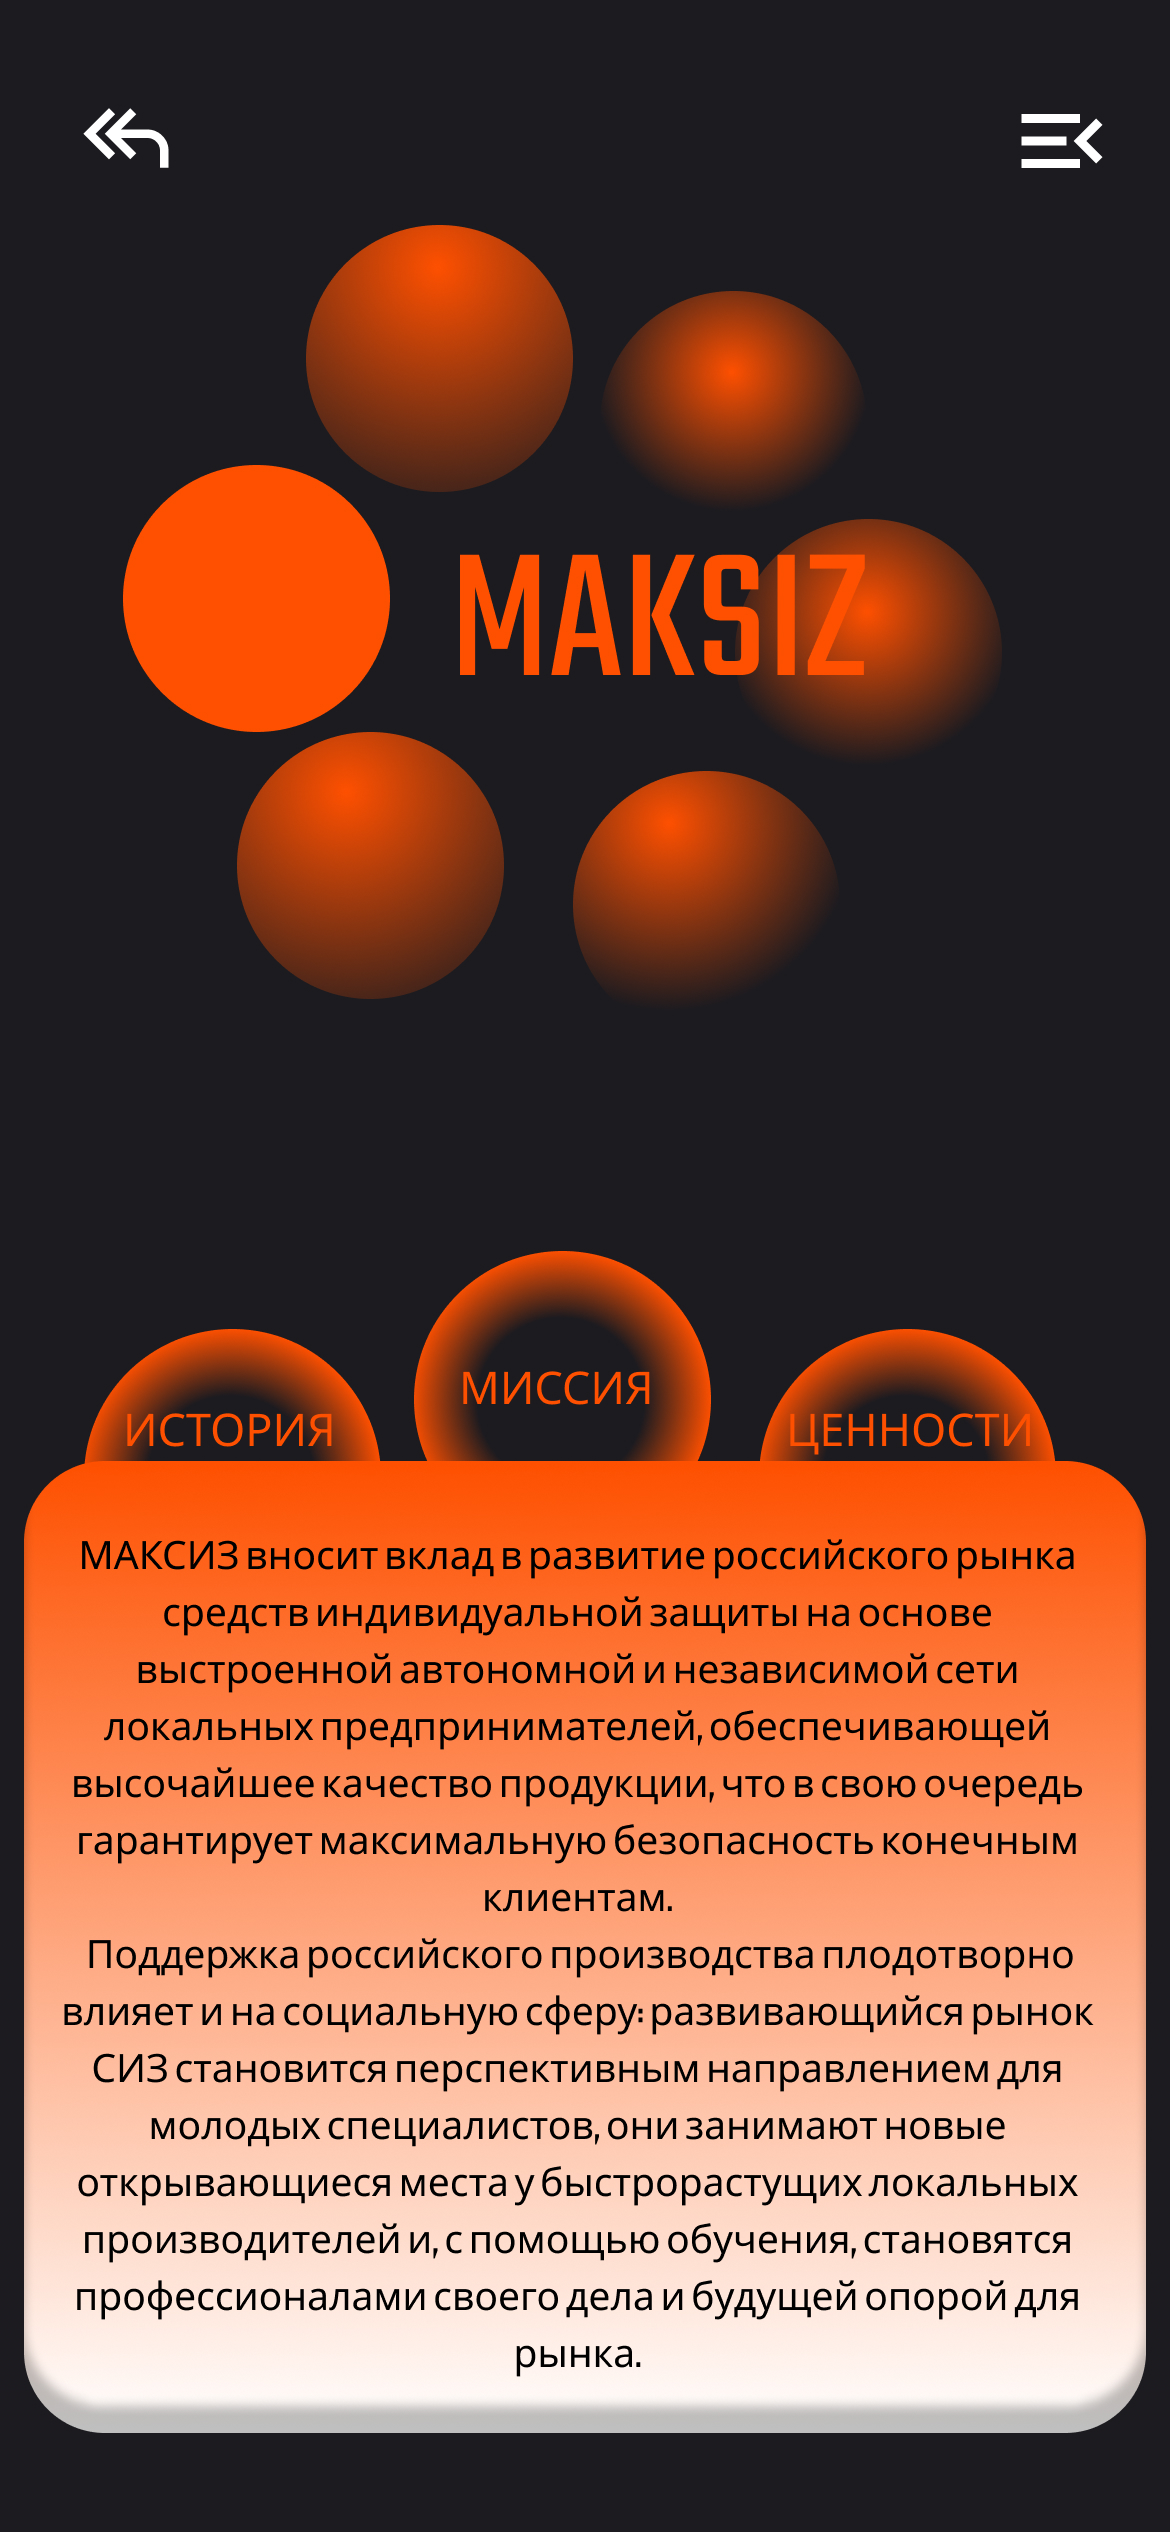 MAKSIZ
МИССИЯ
ИСТОРИЯ
ЦЕННОСТИ
МАКСИЗ вносит вклад в развитие российского рынка
средств индивидуальной защиты на основе
выстроенной автономной и независимой сети
локальных предпринимателей, обеспечивающей
высочайшее качество продукции, что в свою очередь
гарантирует максимальную безопасность конечным
клиентам.
Поддержка российского производства плодотворно
влияет и на социальную сферу: развивающийся рынок
СИЗ становится перспективным направлением для
молодых специалистов, они занимают новые
открывающиеся места у быстрорастущих локальных
производителей и, с помощью обучения, становятся
профессионалами своего дела и будущей опорой для
рынка.